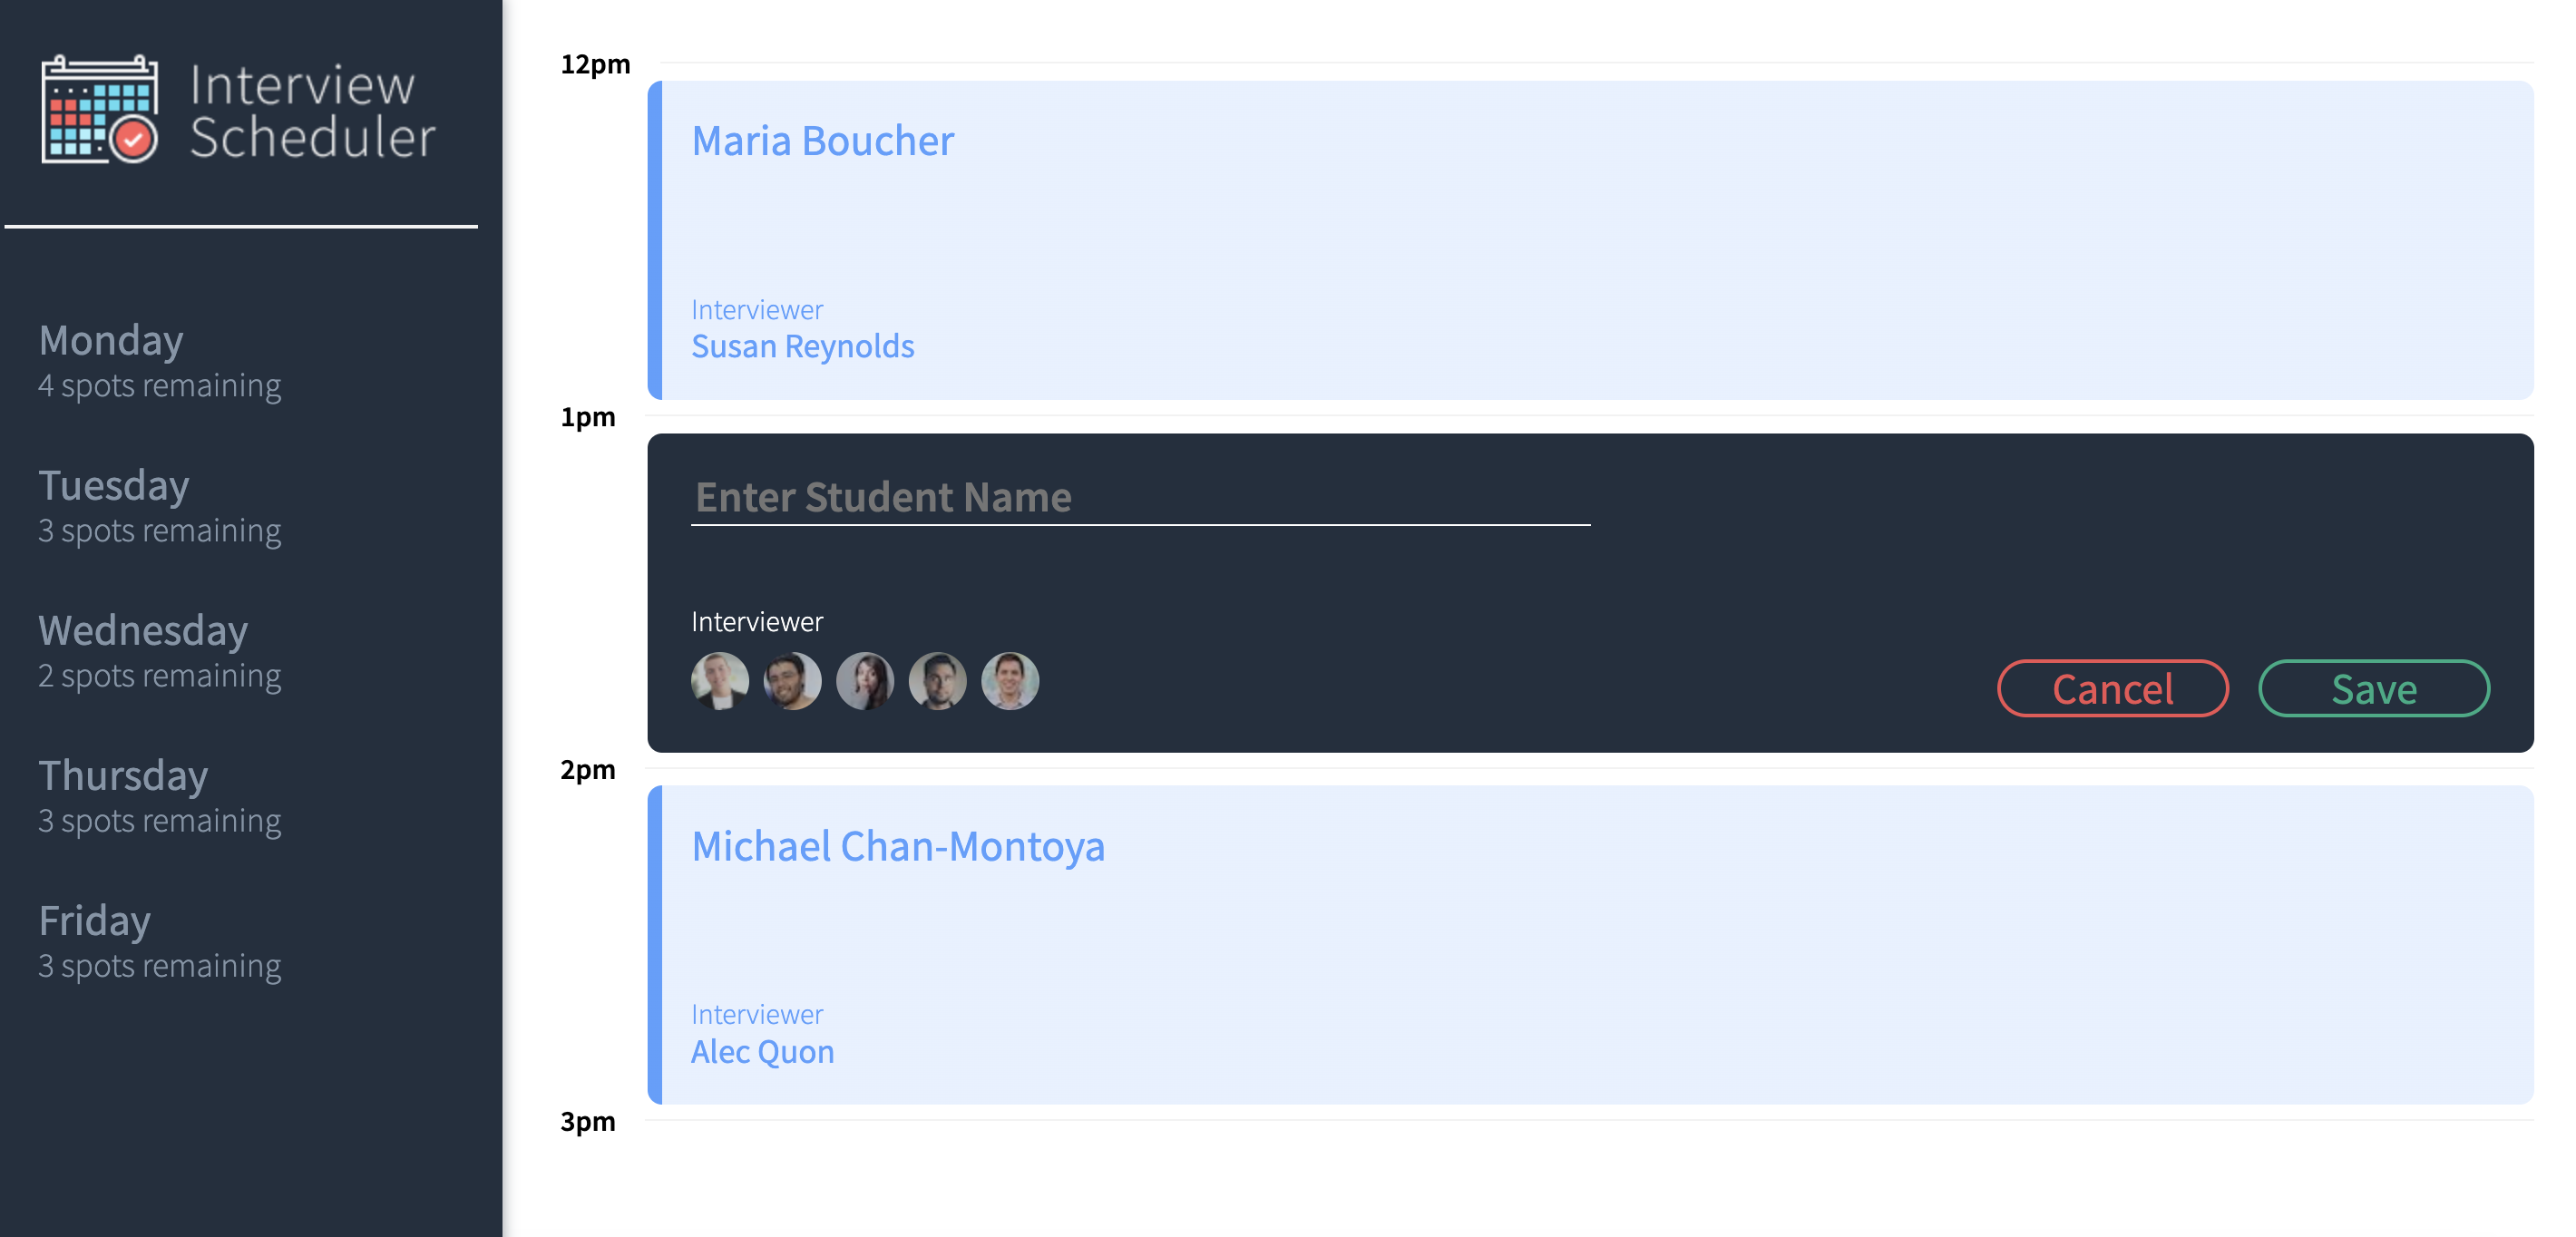 Interview
Scheduler
Monday
4 spots remaining
Tuesday
3 spots remaining
Wednesday
2 spots remaining
Thursday
3 spots remaining
Friday
3 spots remaining
12pm
Maria Boucher
Interviewer
Susan Reynolds
1pm
Enter Student Name
Interviewer
Cancel
Save
2pm
Michael Chan-Montoya
Interviewer
Alec Quon
3pm